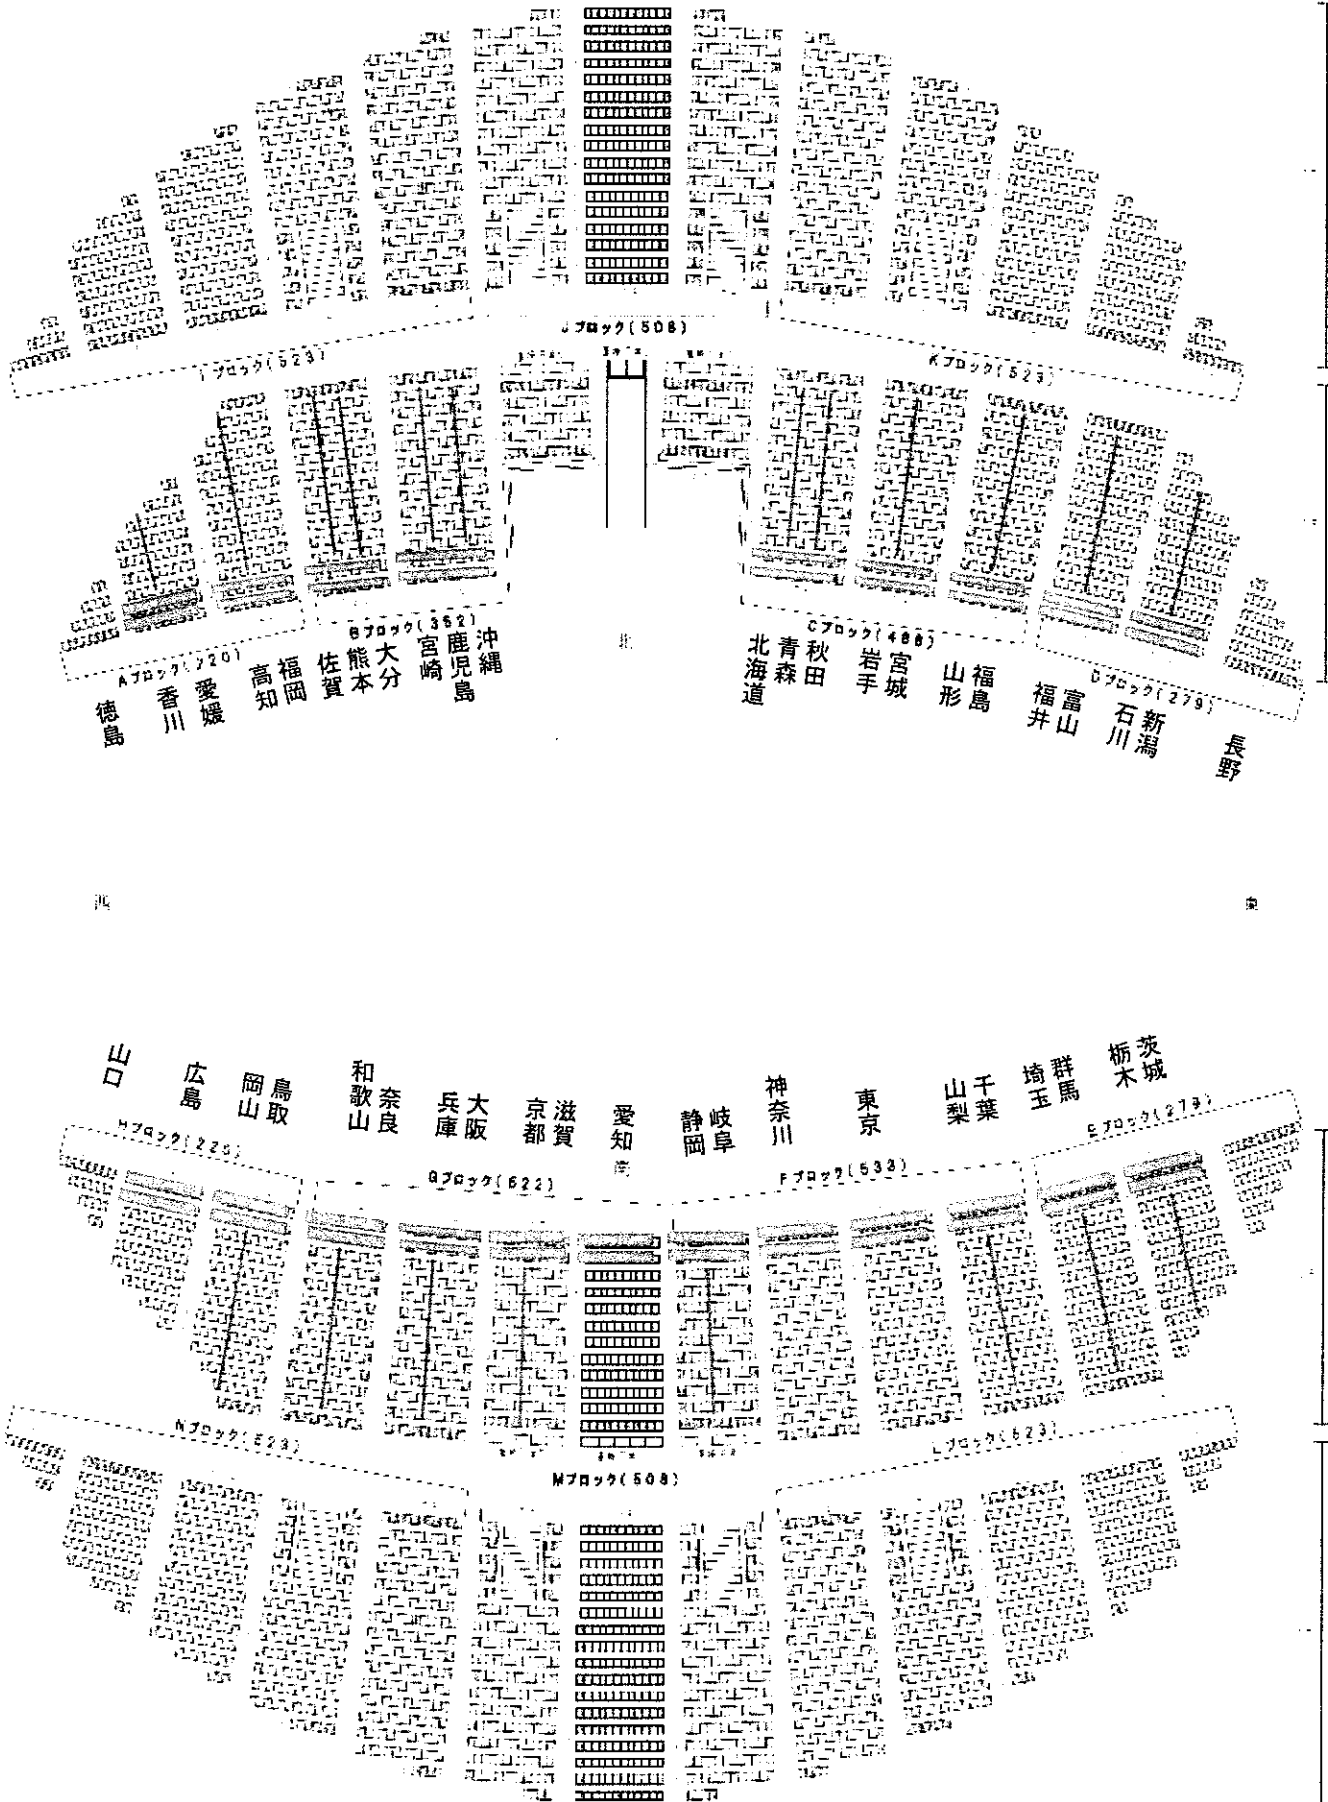 Jブロック(508)
Iブロック(523)
Kブロック(523)
Bブロック(352)
Cブロック(488)
Aブロック(220)
Dブロック(279)
徳島
香川
愛媛
高知
福岡
佐賀
熊本
大分
宮崎
鹿児島
沖縄
北
北海道
青森
秋田
岩手
宮城
山形
福島
福井
富山
石川
新潟
長野
西
東
山口
広島
岡山
鳥取
和歌山
奈良
兵庫
大阪
京都
滋賀
愛知
南
静岡
岐阜
神奈川
東京
山梨
千葉
埼玉
群馬
栃木
茨城
Hブロック(225)
Gブロック(522)
Fブロック(533)
Eブロック(279)
Nブロック(523)
Mブロック(508)
Lブロック(523)